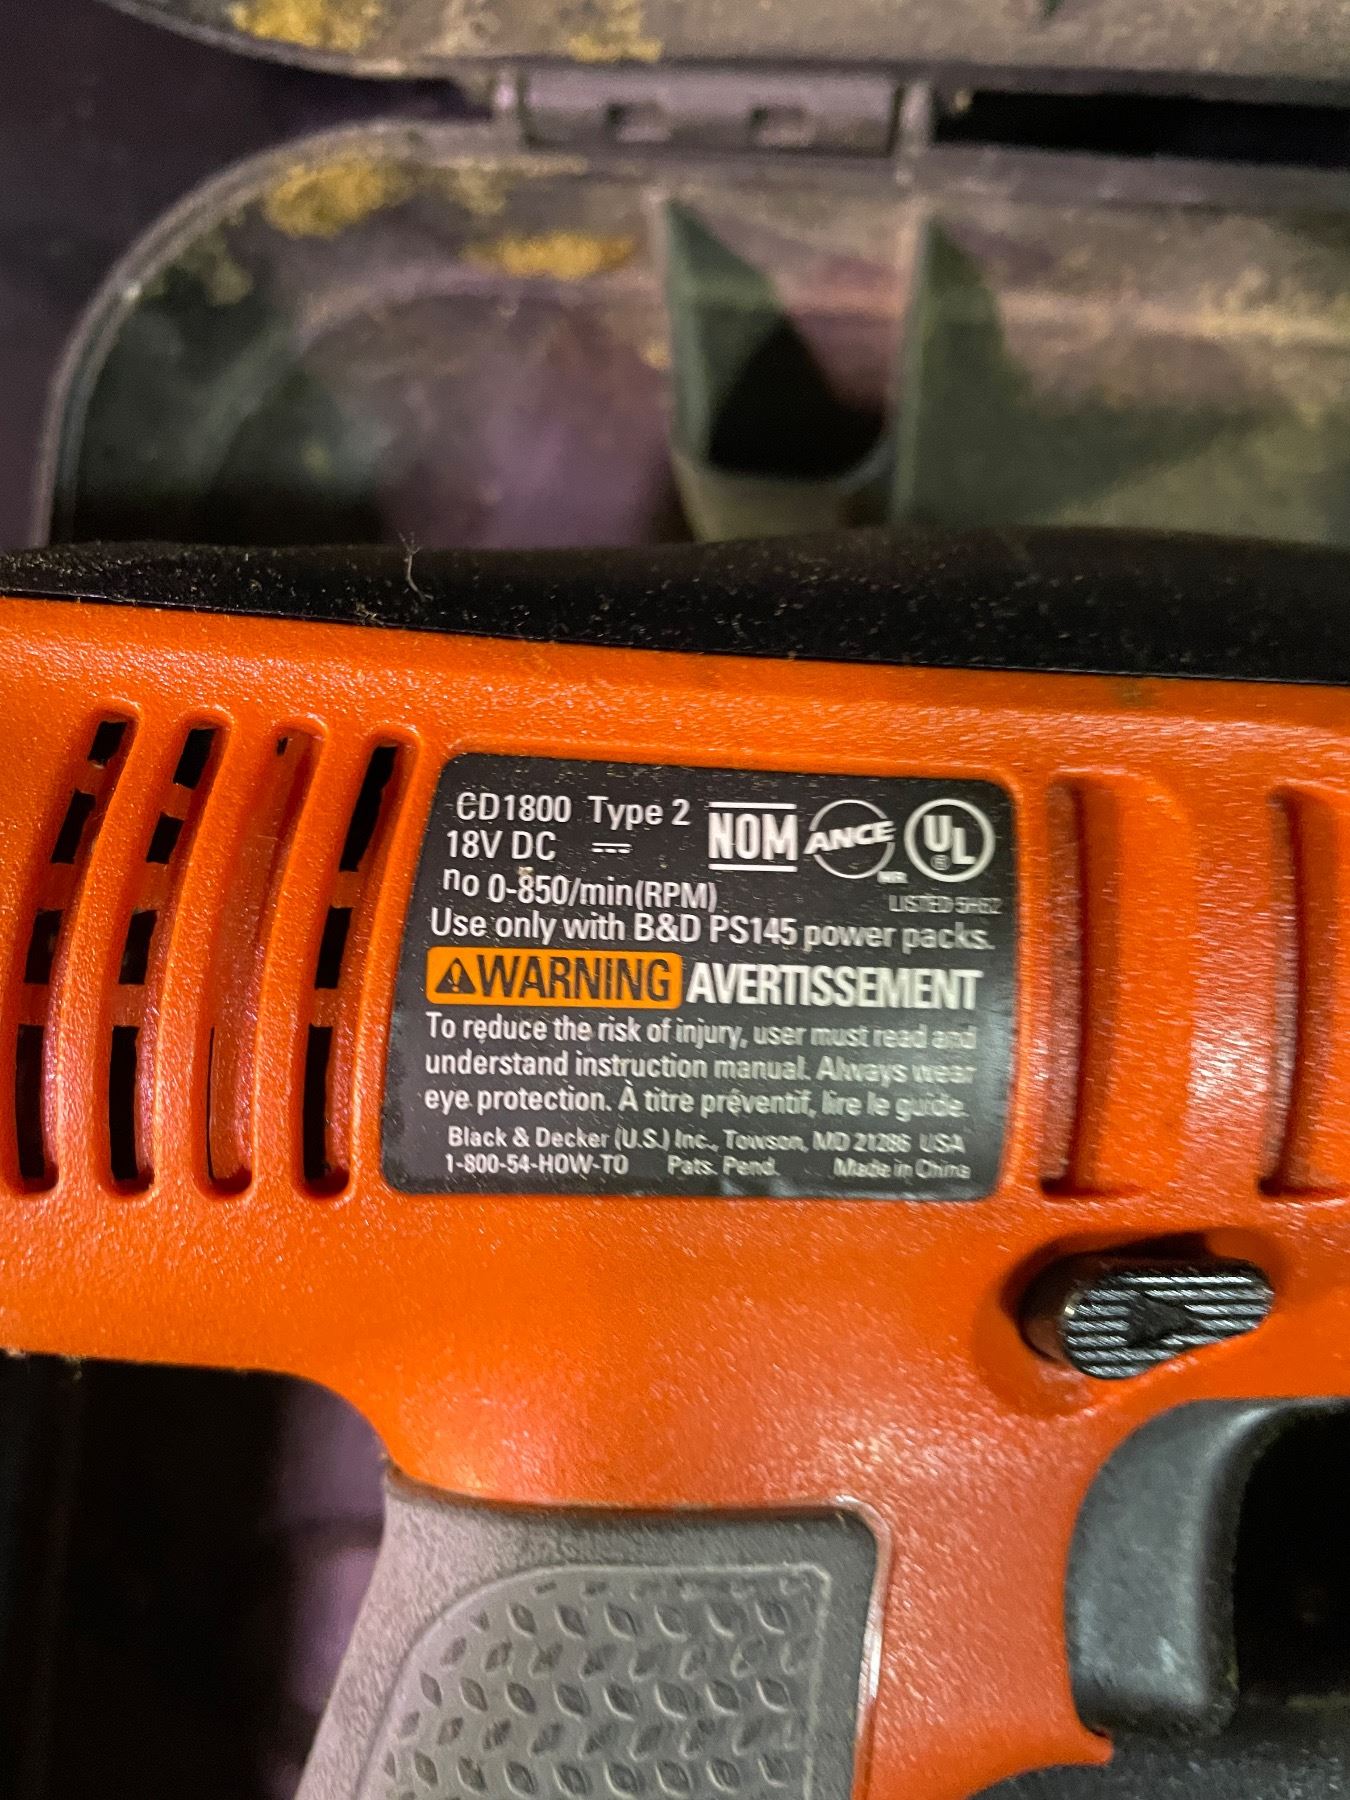 CD1800 Type 2 NOM ANCE UL
18V DC
no 0-850/min(RPM)
LISTED
Use only with B&D PS145 power packs.
WARNING AVERTISSEMENT
To reduce the risk of injury, user must read and
understand instruction manual. Always wear
eye protection. À titre préventif, lire le guide.
Black & Decker (U.S.) Inc., Towson, MD 21286 USA
1-800-54-HOW-TO Pats. Pend. Made in China